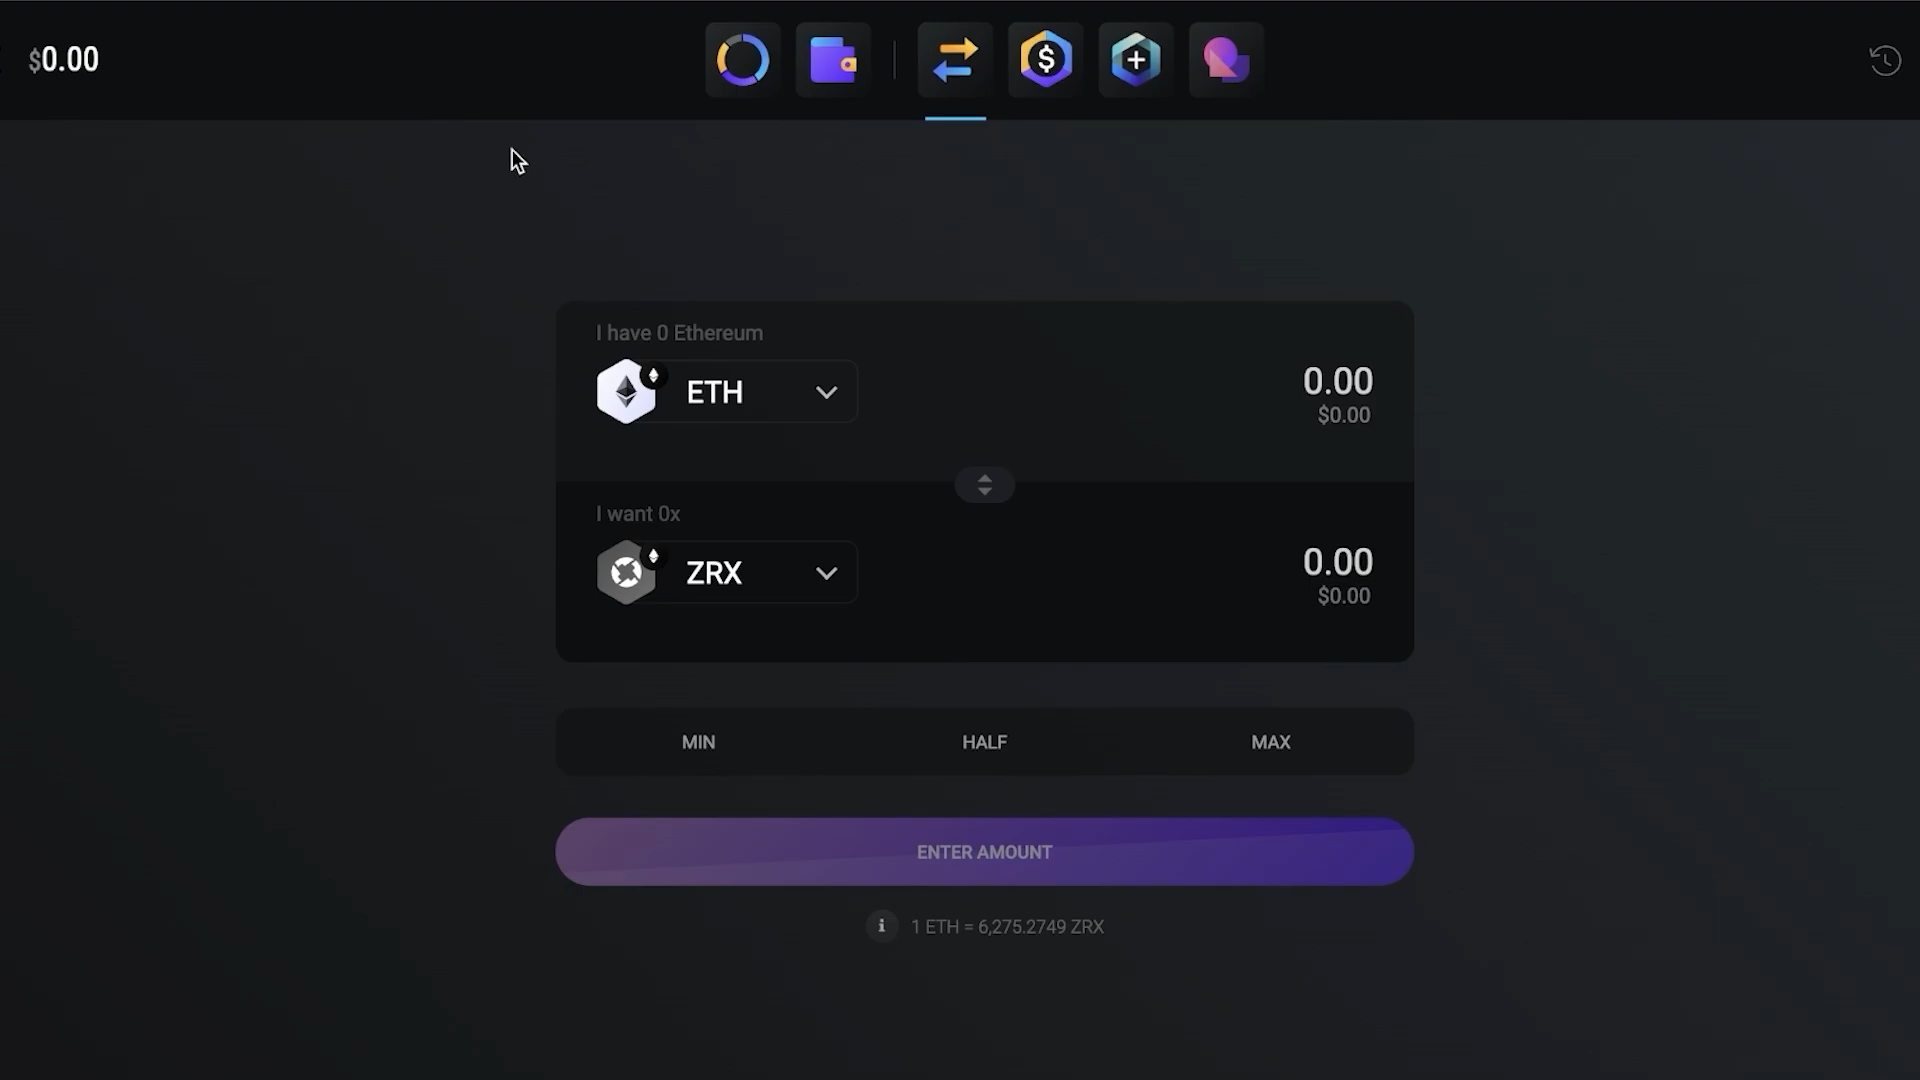 $0.00
I have 0 Ethereum
ETH
0.00
$0.00
I want 0x
ZRX
0.00
$0.00
MIN HALF MAX
ENTER AMOUNT
1 ETH = 6,275.2749 ZRX